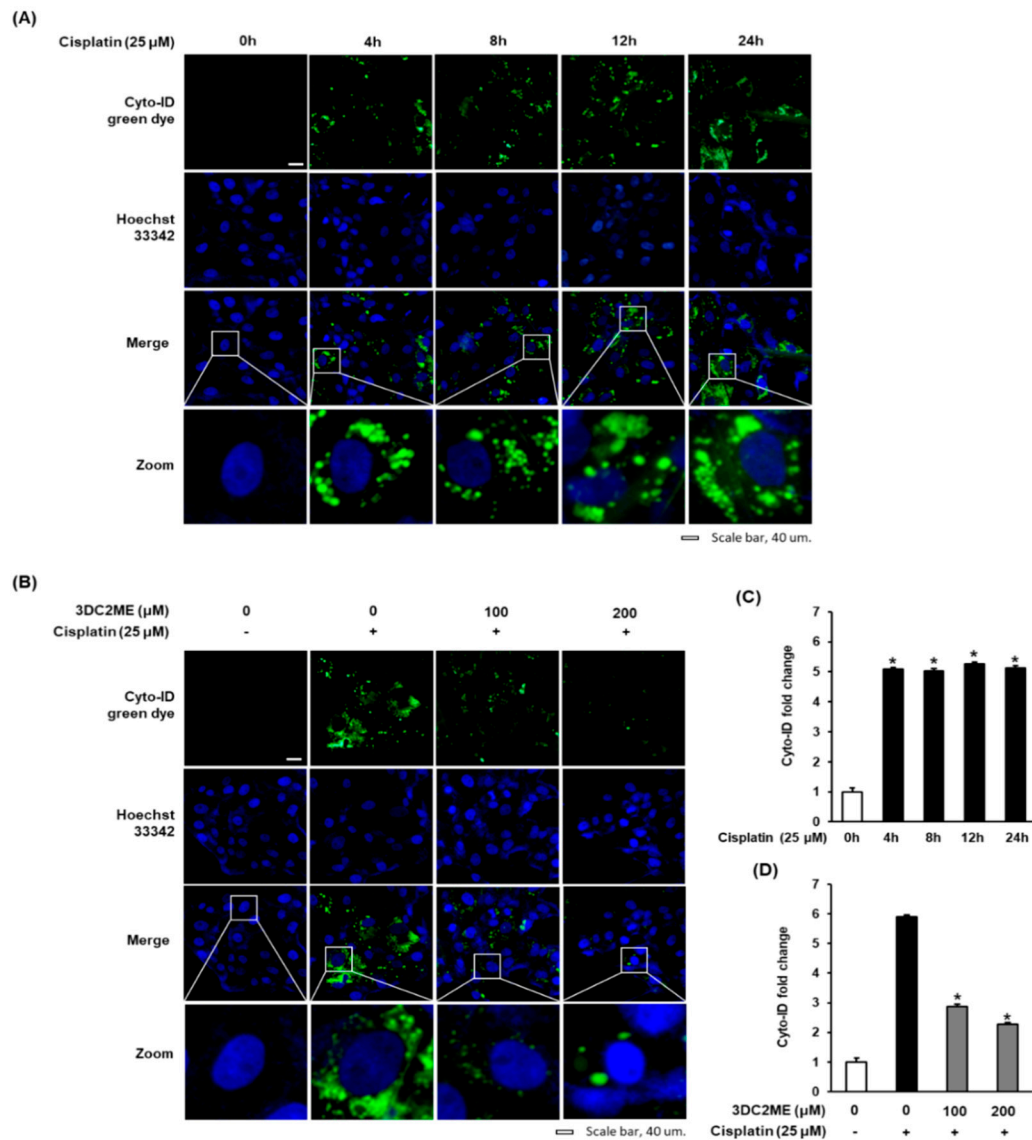 (A)
Cisplatin (25 µM) 0h 4h 8h 12h 24h
Cyto-ID
green dye
Hoechst
33342
Merge
Zoom
Scale bar, 40 um.
(B)
3DC2ME (µM) 0 0 100 200
Cisplatin (25 µM) - + + +
Cyto-ID
green dye
Hoechst
33342
Merge
Zoom
Scale bar, 40 um.
(C)
Cyto-ID fold change
7
6
5
4
3
2
1
0
* * * *
Cisplatin (25 µM) 0h 4h 8h 12h 24h
(D)
Cyto-ID fold change
7
6
5
4
3
2
1
0
* *
3DC2ME (µM) 0 0 100 200
Cisplatin (25 µM) - + + +